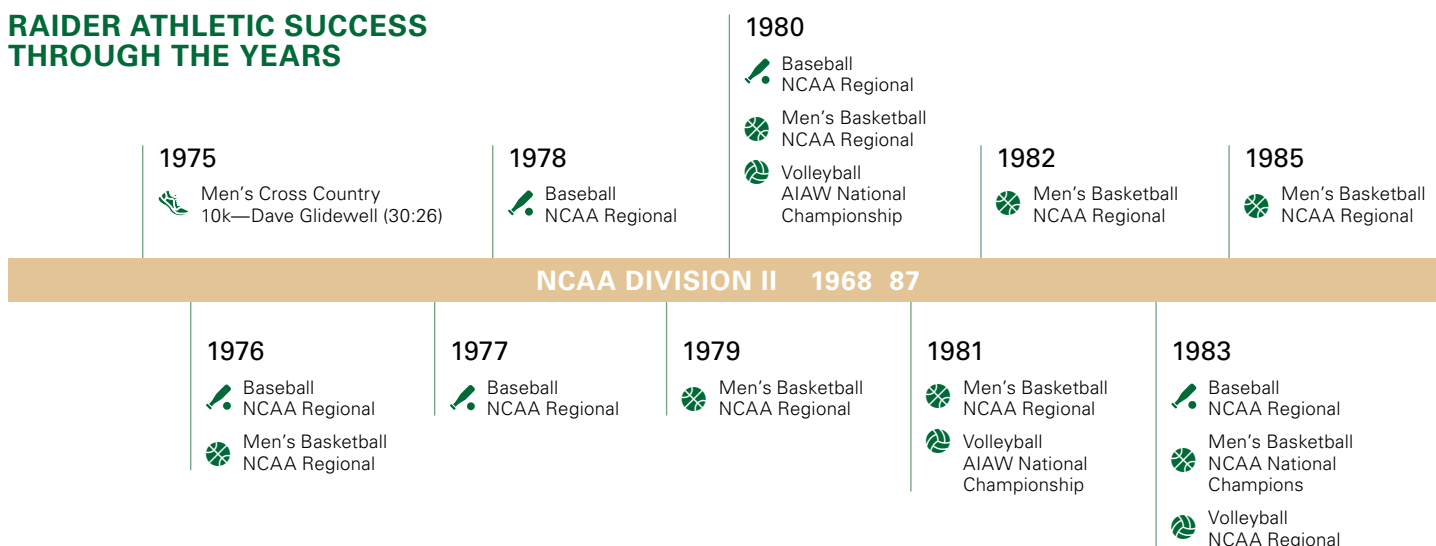 RAIDER ATHLETIC SUCCESS
THROUGH THE YEARS
1975
Men's Cross Country
10k—Dave Glidewell (30:26)
1978
Baseball
NCAA Regional
1980
Baseball
NCAA Regional
Men's Basketball
NCAA Regional
Volleyball
AIAW National
Championship
1982
Men's Basketball
NCAA Regional
1985
Men's Basketball
NCAA Regional
NCAA DIVISION II 1968 87
1976
Baseball
NCAA Regional
Men's Basketball
NCAA Regional
1977
Baseball
NCAA Regional
1979
Men's Basketball
NCAA Regional
1981
Men's Basketball
NCAA Regional
Volleyball
AIAW National
Championship
1983
Baseball
NCAA Regional
Men's Basketball
NCAA National
Champions
Volleyball
NCAA Regional